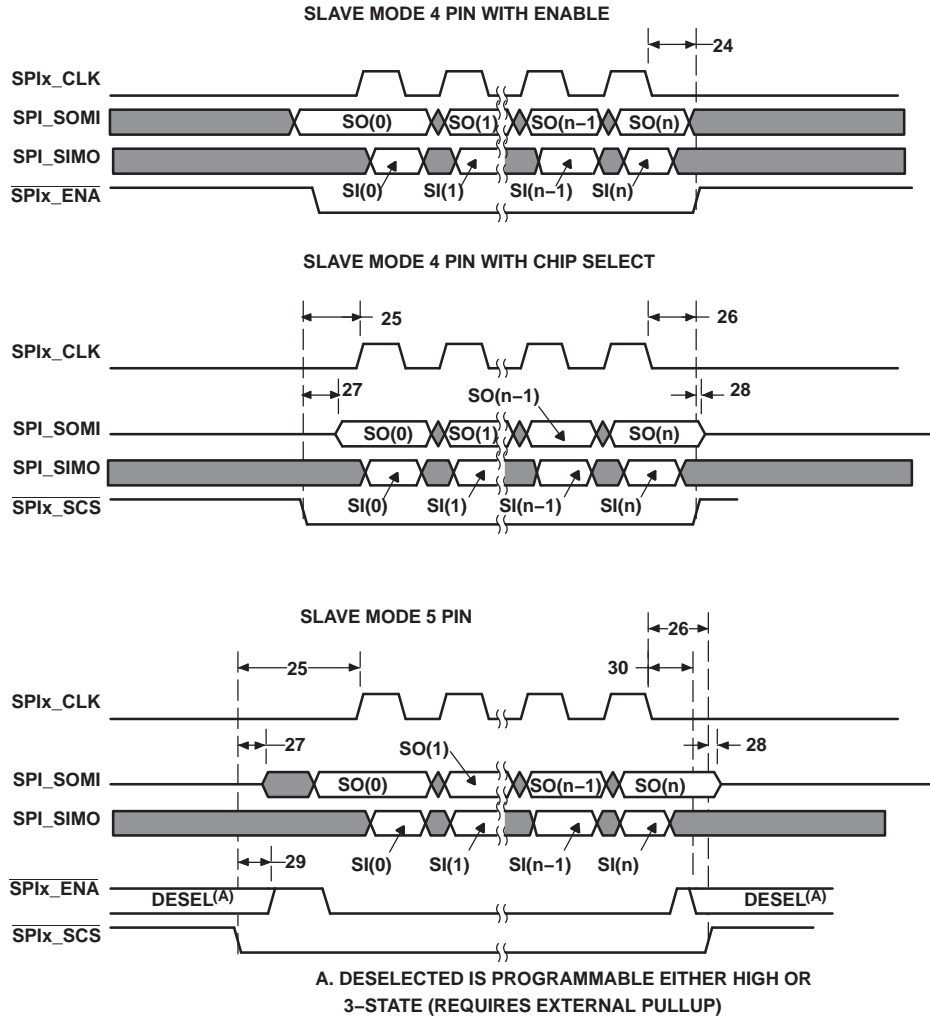 SLAVE MODE 4 PIN WITH ENABLE
24
SPIx_CLK
SPI_SOMI
SO(0)
SO(1)
SO(n−1)
SO(n)
SPI_SIMO
SI(0)
SI(1)
SI(n−1)
SI(n)
SPIx_ENA
SLAVE MODE 4 PIN WITH CHIP SELECT
25
26
SPIx_CLK
27
SO(n−1)
28
SPI_SOMI
SO(0)
SO(1)
SO(n)
SPI_SIMO
SI(0)
SI(1)
SI(n−1)
SI(n)
SPIx_SCS
SLAVE MODE 5 PIN
26
25
30
SPIx_CLK
27
SO(1)
28
SPI_SOMI
SO(0)
SO(n−1)
SO(n)
SPI_SIMO
SI(0)
SI(1)
SI(n−1)
SI(n)
29
SPIx_ENA
DESEL(A)
DESEL(A)
SPIx_SCS
A. DESELECTED IS PROGRAMMABLE EITHER HIGH OR
3−STATE (REQUIRES EXTERNAL PULLUP)